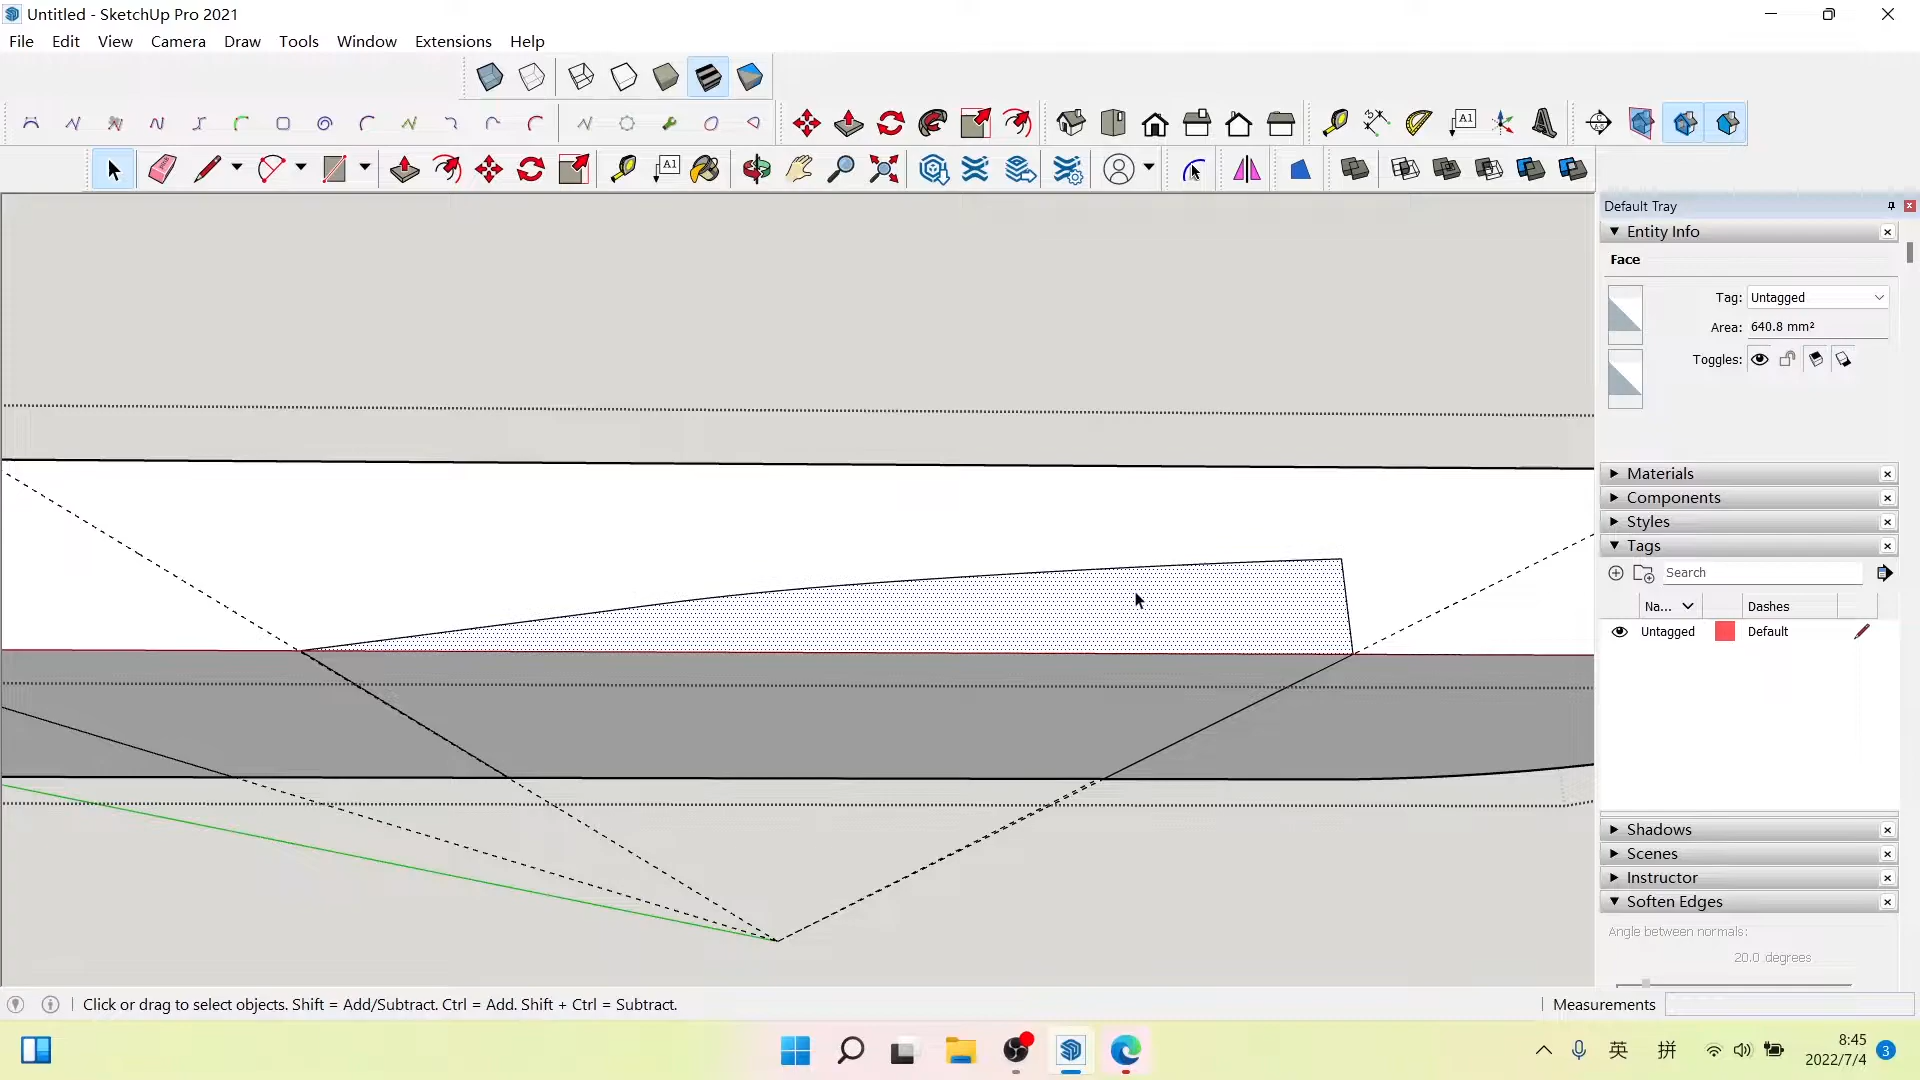 Untitled - SketchUp Pro 2021
File Edit View Camera Draw Tools Window Extensions Help
A1
A1
Default Tray
Entity Info
Face
Tag: Untagged
Area: 640.8 mm²
Toggles:
Materials
Components
Styles
Tags
Search
Na... Dashes
Untagged Default
Shadows
Scenes
Instructor
Soften Edges
Angle between normals:
20.0 degrees
Click or drag to select objects. Shift = Add/Subtract. Ctrl = Add. Shift + Ctrl = Subtract.
Measurements
英 拼
8:45
2022/7/4
3